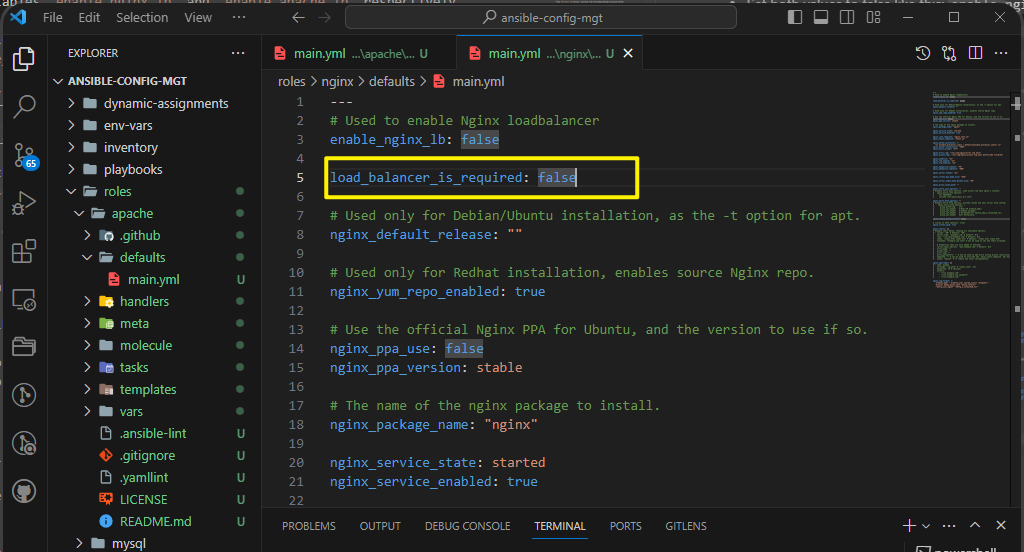 File Edit Selection View ... ansible-config-mgt
EXPLORER ...
ANSIBLE-CONFIG-MGT
dynamic-assignments
env-vars
inventory
playbooks
roles
apache
.github
defaults
main.yml U
handlers
meta
molecule
tasks
templates
vars
.ansible-lint U
.gitignore U
.yamllint U
LICENSE U
README.md U
mysql
65
main.yml ...\apache\... U
main.yml ...\nginx\... U
roles > nginx > defaults > main.yml
1 ---
2 # Used to enable Nginx loadbalancer
3 enable_nginx_lb: false
4
5 load_balancer_is_required: false
6
7 # Used only for Debian/Ubuntu installation, as the -t option for apt.
8 nginx_default_release: ""
9
10 # Used only for Redhat installation, enables source Nginx repo.
11 nginx_yum_repo_enabled: true
12
13 # Use the official Nginx PPA for Ubuntu, and the version to use if so.
14 nginx_ppa_use: false
15 nginx_ppa_version: stable
16
17 # The name of the nginx package to install.
18 nginx_package_name: "nginx"
19
20 nginx_service_state: started
21 nginx_service_enabled: true
22
PROBLEMS OUTPUT DEBUG CONSOLE TERMINAL PORTS GITLENS